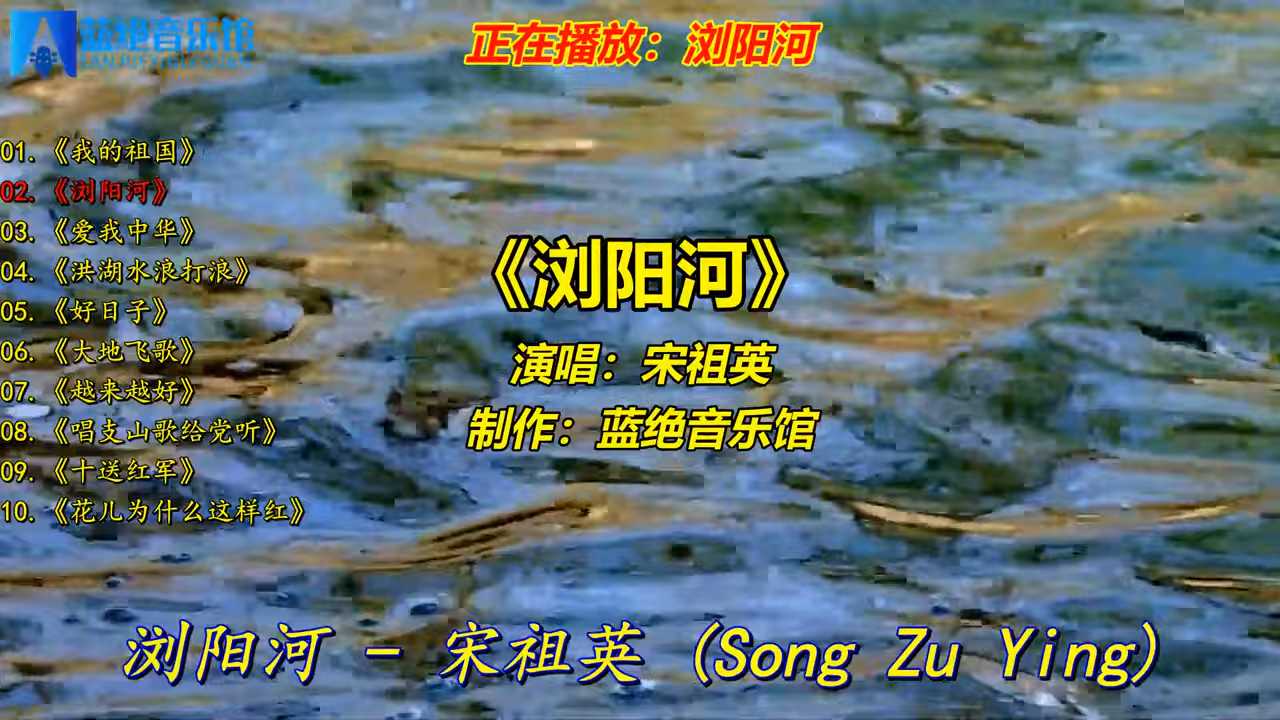 蓝绝音乐馆
LANJUEYINLEGUAN
正在播放：浏阳河
01.《我的祖国》
02.《浏阳河》
03.《爱我中华》
04.《洪湖水浪打浪》
05.《好日子》
06.《大地飞歌》
07.《越来越好》
08.《唱支山歌给党听》
09.《十送红军》
10.《花儿为什么这样红》
《浏阳河》
演唱：宋祖英
制作：蓝绝音乐馆
浏阳河 - 宋祖英 (Song Zu Ying)